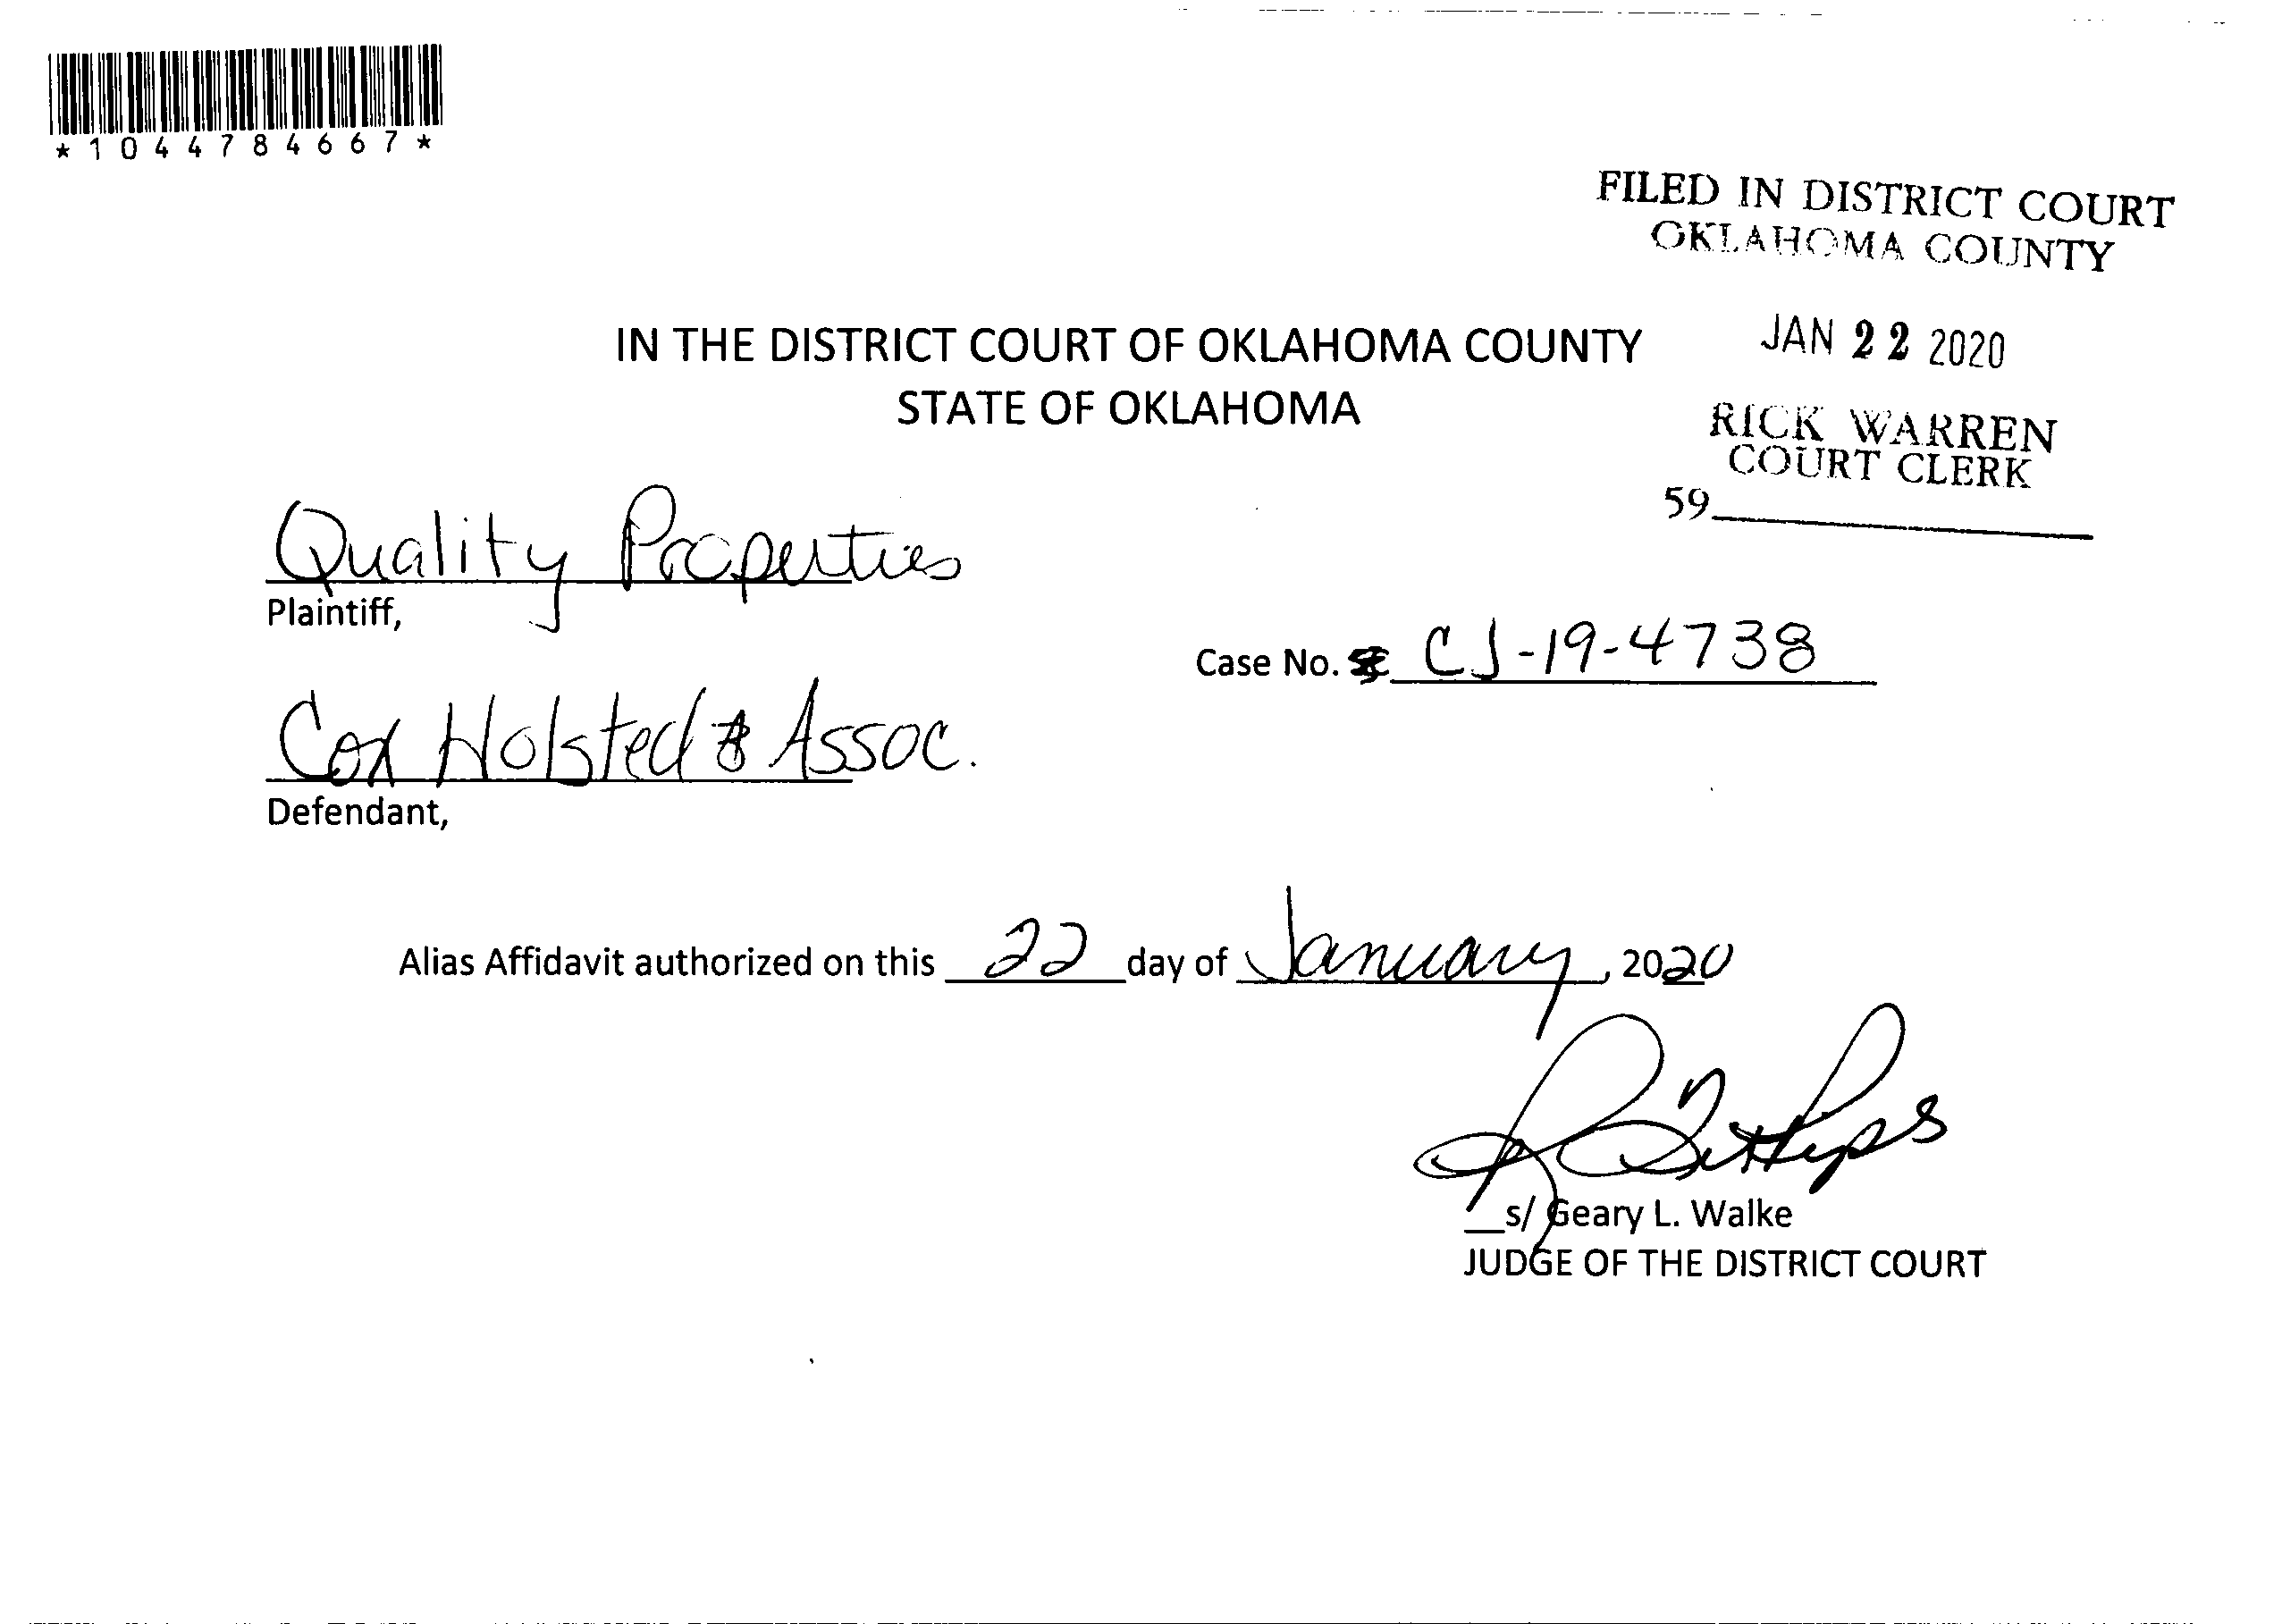 *1044784667*
FILED IN DISTRICT COURT
OKLAHOMA COUNTY
JAN 22 2020
RICK WARREN
COURT CLERK
59
IN THE DISTRICT COURT OF OKLAHOMA COUNTY
STATE OF OKLAHOMA
Quality Properties
Plaintiff,
Case No. CJ-19-4738
Cox Holsted & Assoc.
Defendant,
Alias Affidavit authorized on this 22 day of January, 2020
s/ Geary L. Walke
JUDGE OF THE DISTRICT COURT